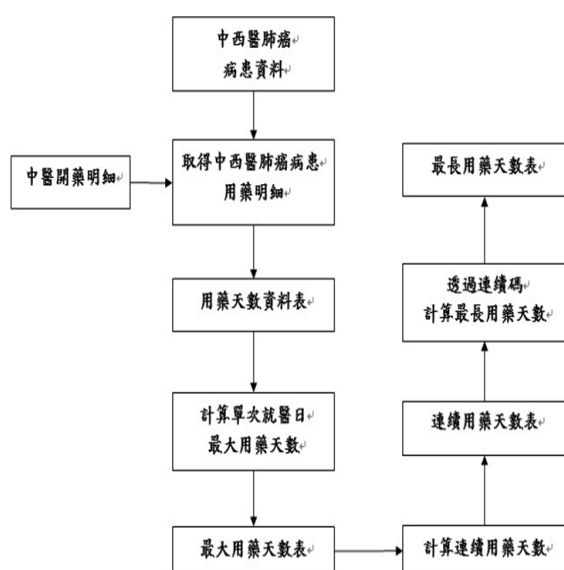 中西醫肺癌
病患資料
中醫開藥明細
取得中西醫肺癌病患
用藥明細
用藥天數資料表
計算單次就醫日
最大用藥天數
最大用藥天數表
計算連續用藥天數
連續用藥天數表
透過連續碼
計算最長用藥天數
最長用藥天數表